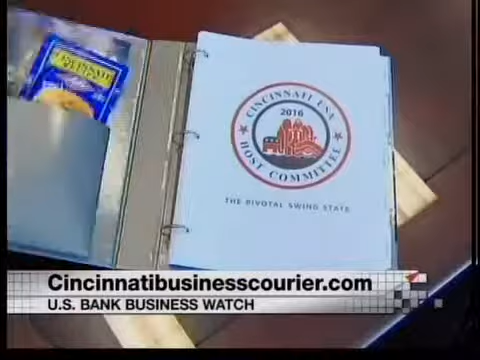 CINCINNATI USA
2016
HOST COMMITTEE
THE PIVOTAL SWING STATE
Cincinnatibusinesscourier.com
U.S. BANK BUSINESS WATCH